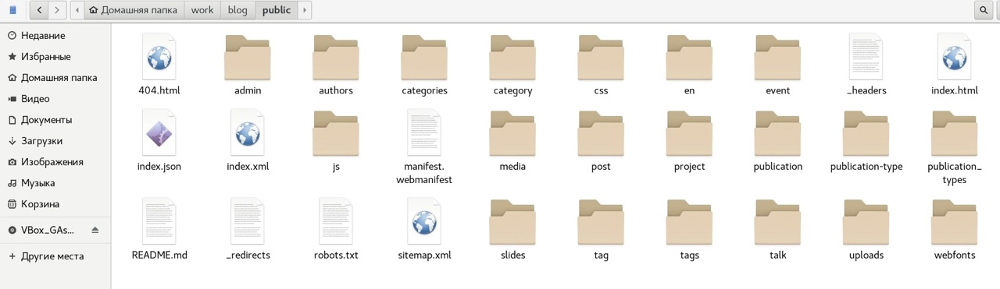 Домашняя папка work blog public
Недавние
Избранные
Домашняя папка
Видео
Документы
Загрузки
Изображения
Музыка
Корзина
VBox_GAs...
Другие места
404.html admin authors categories category css en event _headers index.html
index.json index.xml js manifest. media post project publication publication-type publication_
webmanifest types
README.md _redirects robots.txt sitemap.xml slides tag tags talk uploads webfonts